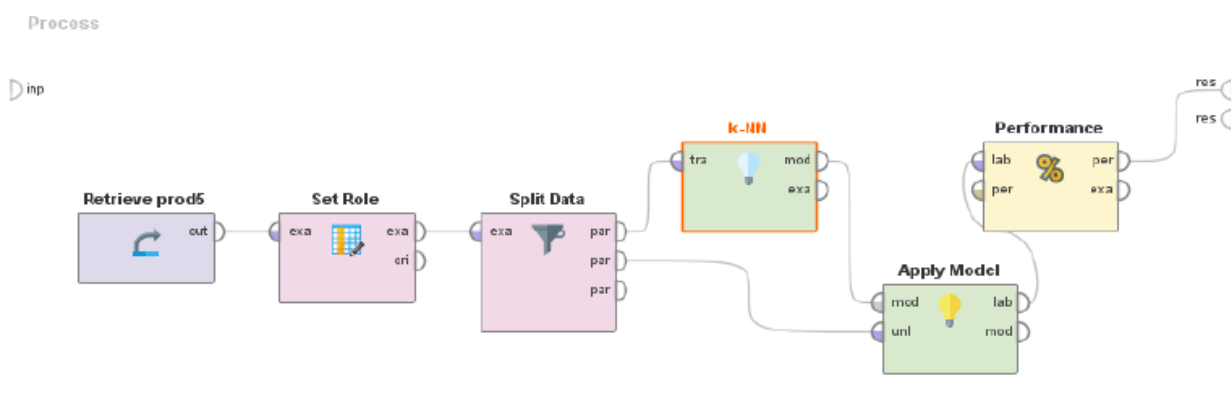 Process
inp
Retrieve prod5
out
Set Role
exa
exa
ori
Split Data
exa
par
par
par
k-NN
tra
mod
exa
Apply Model
mod
unl
lab
mod
Performance
lab
per
per
exa
res
res